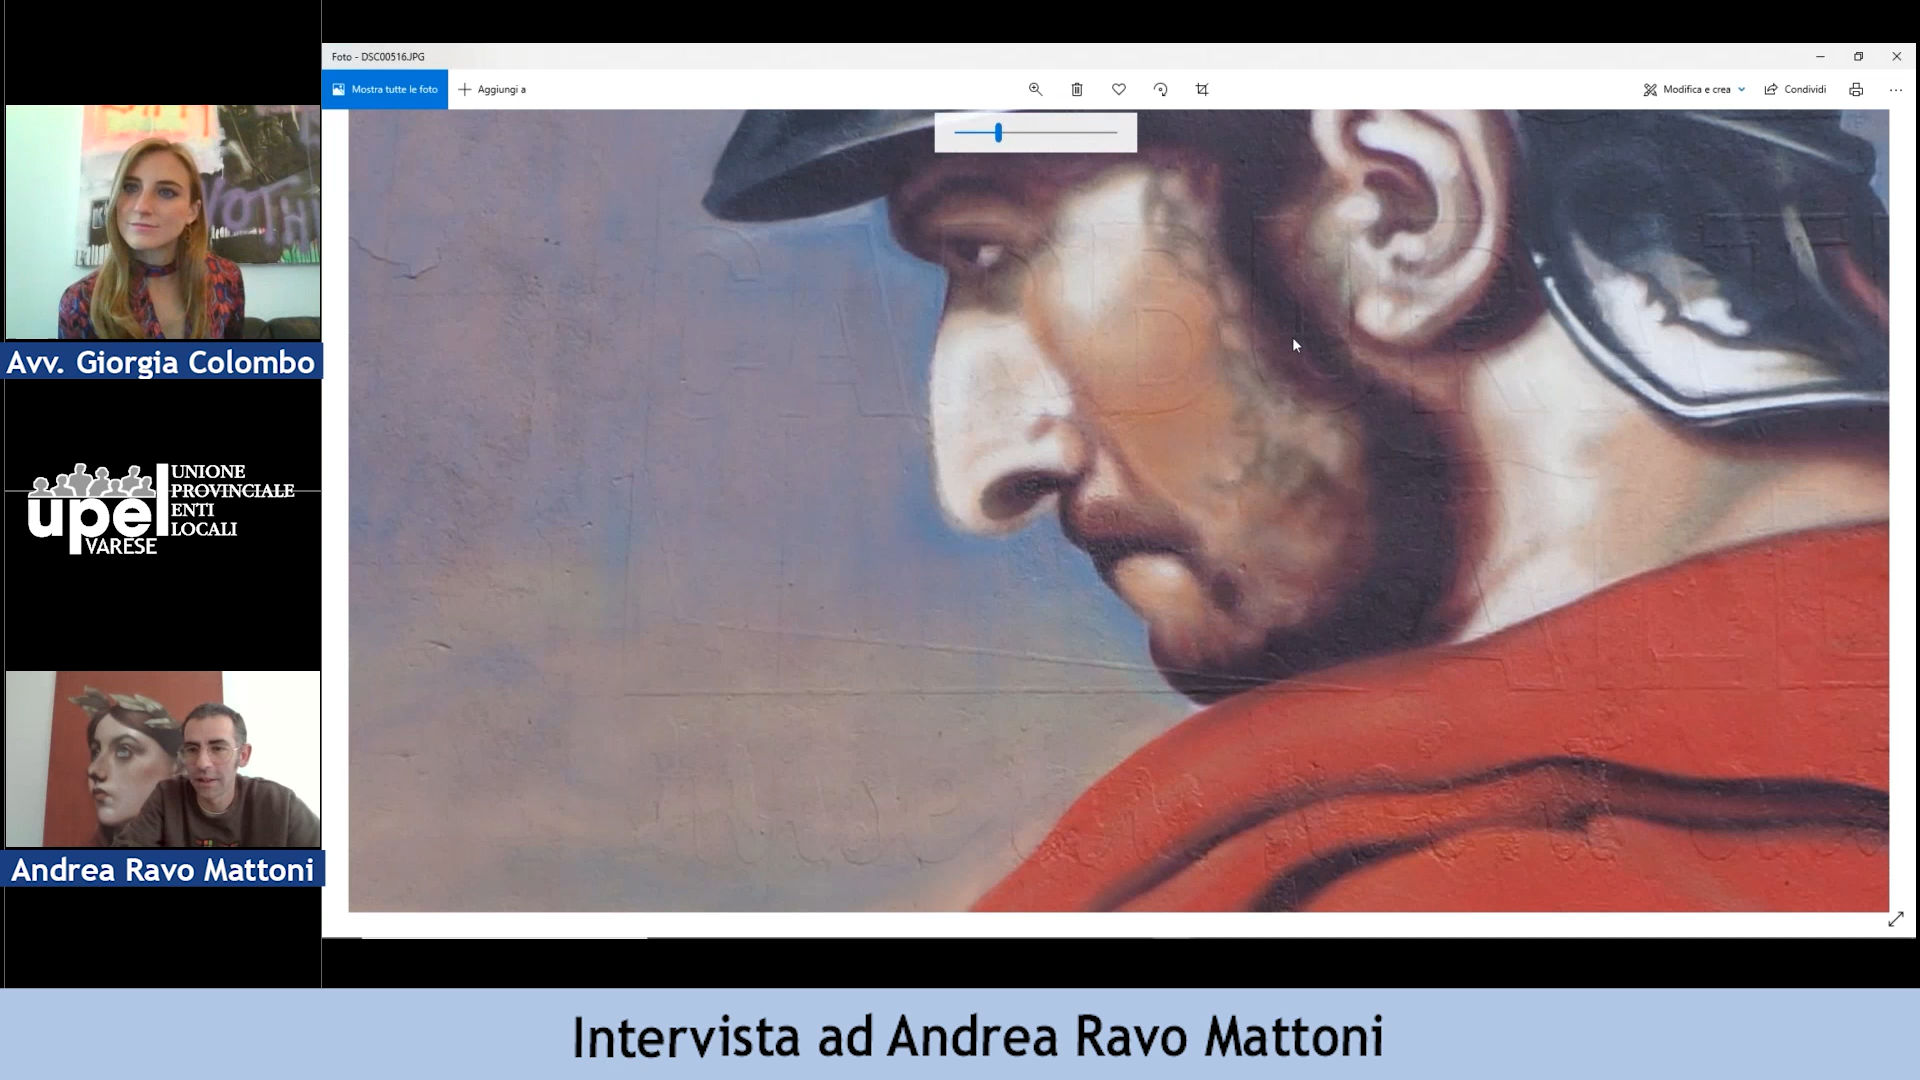 Foto - DSC00516.JPG
Mostra tutte le foto
Aggiungi a
Modifica e crea
Condividi
Avv. Giorgia Colombo
upel
UNIONE
PROVINCIALE
ENTI
LOCALI
VARESE
Andrea Ravo Mattoni
Intervista ad Andrea Ravo Mattoni